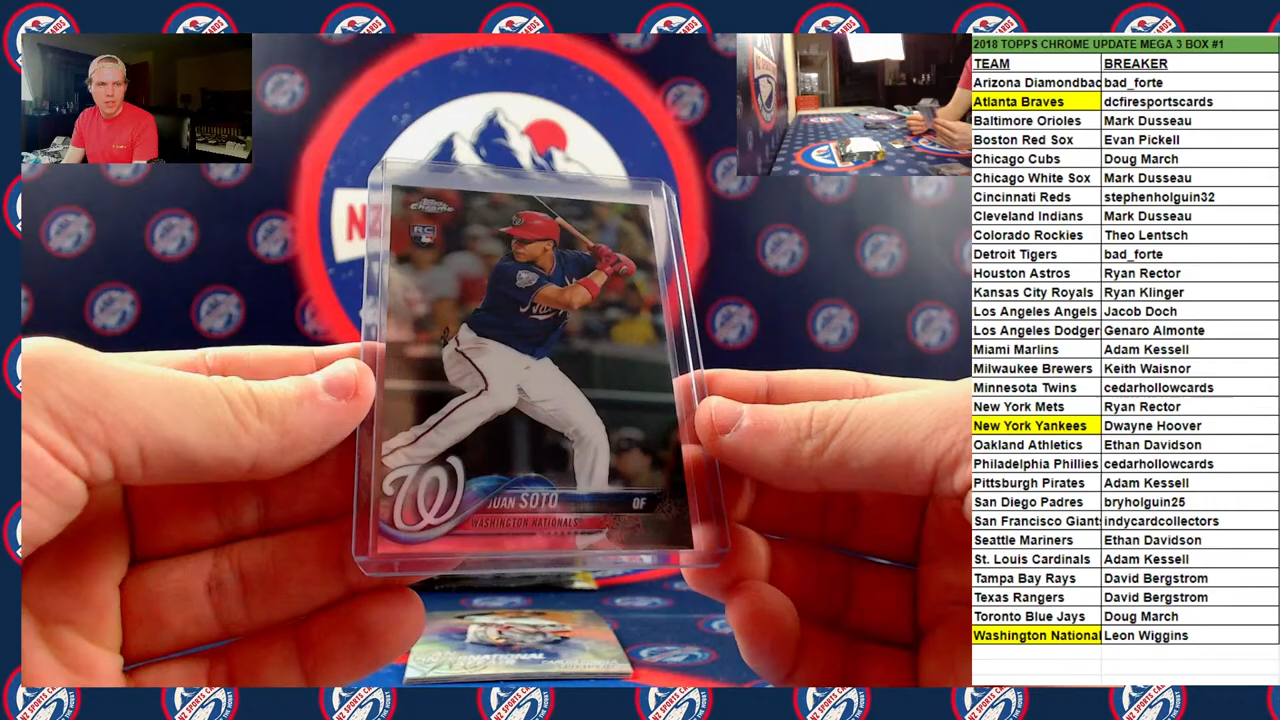 2018 TOPPS CHROME UPDATE MEGA 3 BOX #1
TEAM BREAKER
Arizona Diamondbac bad_forte
Atlanta Braves dcfiresportscards
Baltimore Orioles Mark Dusseau
Boston Red Sox Evan Pickell
Chicago Cubs Doug March
Chicago White Sox Mark Dusseau
Cincinnati Reds stephenholguin32
Cleveland Indians Mark Dusseau
Colorado Rockies Theo Lentsch
Detroit Tigers bad_forte
Houston Astros Ryan Rector
Kansas City Royals Ryan Klinger
Los Angeles Angels Jacob Doch
Los Angeles Dodger Genaro Almonte
Miami Marlins Adam Kessell
Milwaukee Brewers Keith Waisnor
Minnesota Twins cedarhollowcards
New York Mets Ryan Rector
New York Yankees Dwayne Hoover
Oakland Athletics Ethan Davidson
Philadelphia Phillies cedarhollowcards
Pittsburgh Pirates Adam Kessell
San Diego Padres bryholguin25
San Francisco Giants indycardcollectors
Seattle Mariners Ethan Davidson
St. Louis Cardinals Adam Kessell
Tampa Bay Rays David Bergstrom
Texas Rangers David Bergstrom
Toronto Blue Jays Doug March
Washington National Leon Wiggins
Topps Chrome
RC
W
JUAN SOTO OF
WASHINGTON NATIONALS
NZ SPORTS CARDS